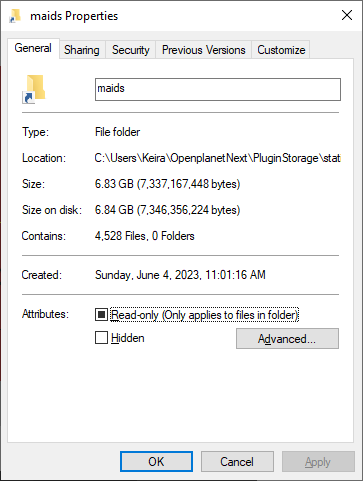 maids Properties
General Sharing Security Previous Versions Customize
maids
Type: File folder
Location: C:\Users\Keira\OpenplanetNext\PluginStorage\stat
Size: 6.83 GB (7,337,167,448 bytes)
Size on disk: 6.84 GB (7,346,356,224 bytes)
Contains: 4,528 Files, 0 Folders
Created: Sunday, June 4, 2023, 11:01:16 AM
Attributes: Read-only (Only applies to files in folder)
Hidden Advanced...
OK Cancel Apply